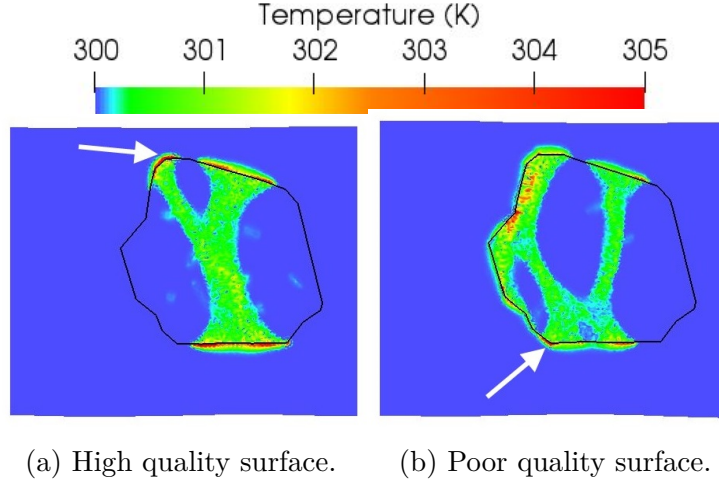 Temperature (K)
300 301 302 303 304 305
(a) High quality surface. (b) Poor quality surface.